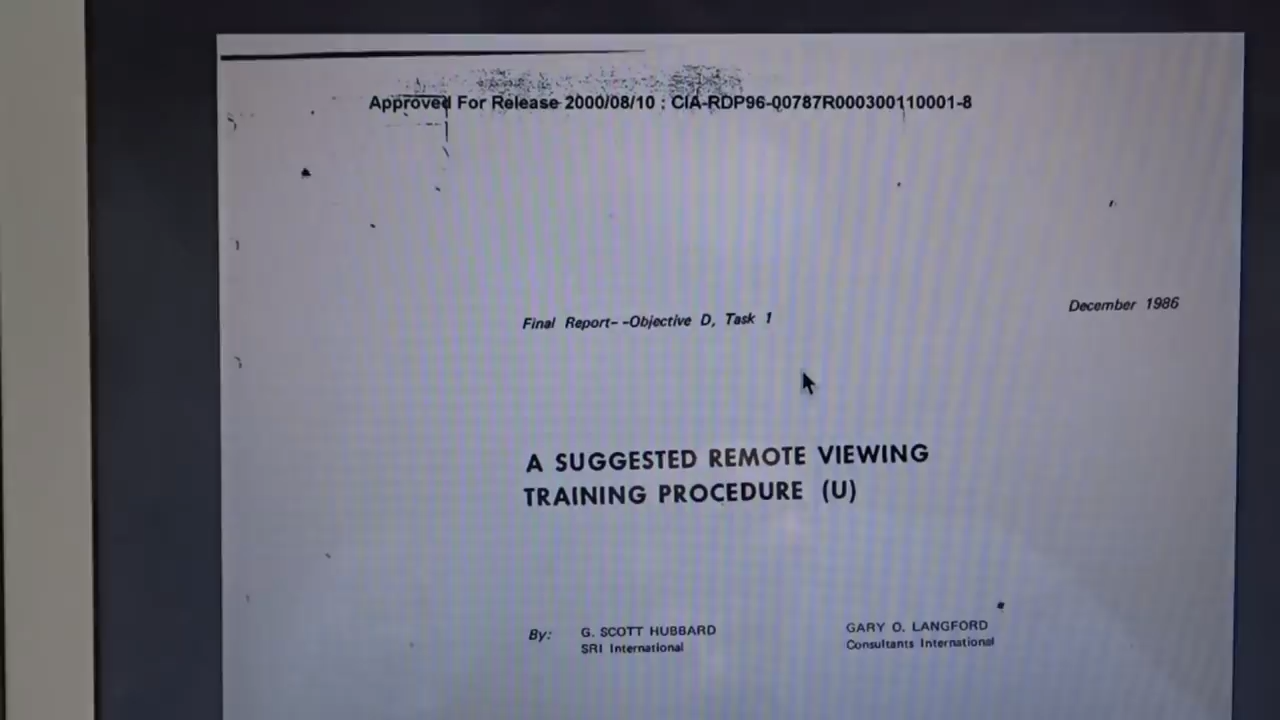 Approved For Release 2000/08/10 : CIA-RDP96-00787R000300110001-8
December 1986
Final Report- -Objective D, Task 1
A SUGGESTED REMOTE VIEWING
TRAINING PROCEDURE (U)
By: G. SCOTT HUBBARD
SRI International
GARY O. LANGFORD
Consultants International